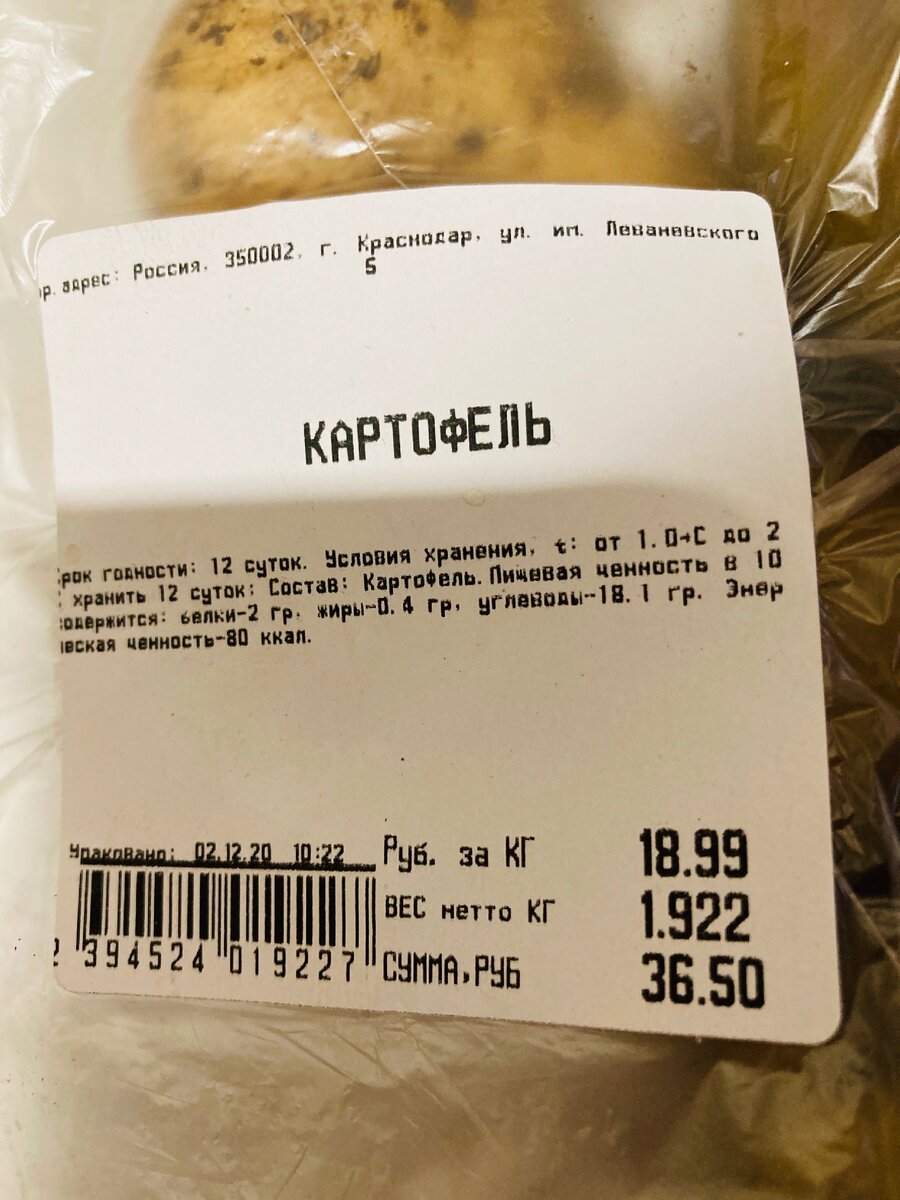 р. адрес: Россия, 350002, г. Краснодар, ул. им. Леваневского
5
КАРТОФЕЛЬ
рок годности: 12 суток. Условия хранения, t: от 1.0+С до 2
хранить 12 суток; Состав: Картофель. Пищевая ценность в 10
одержится: белки-2 гр, жиры-0.4 гр, углеводы-18.1 гр. Энер
ческая ценность-80 ккал.
Упаковано: 02.12.20 10:22
Руб. за КГ 18.99
ВЕС нетто КГ 1.922
СУММА,РУБ 36.50
2 394524 019227